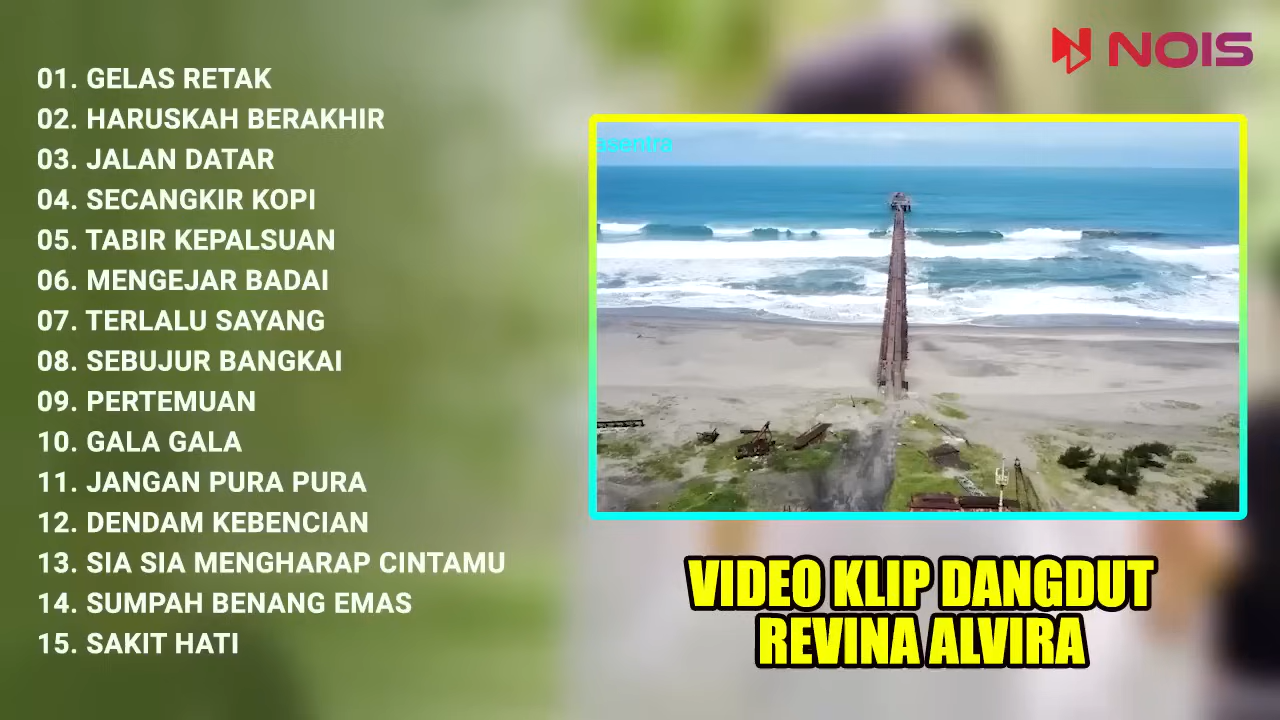 01. GELAS RETAK
02. HARUSKAH BERAKHIR
03. JALAN DATAR
04. SECANGKIR KOPI
05. TABIR KEPALSUAN
06. MENGEJAR BADAI
07. TERLALU SAYANG
08. SEBUJUR BANGKAI
09. PERTEMUAN
10. GALA GALA
11. JANGAN PURA PURA
12. DENDAM KEBENCIAN
13. SIA SIA MENGHARAP CINTAMU
14. SUMPAH BENANG EMAS
15. SAKIT HATI
NOIS
asentra
VIDEO KLIP DANGDUT
REVINA ALVIRA